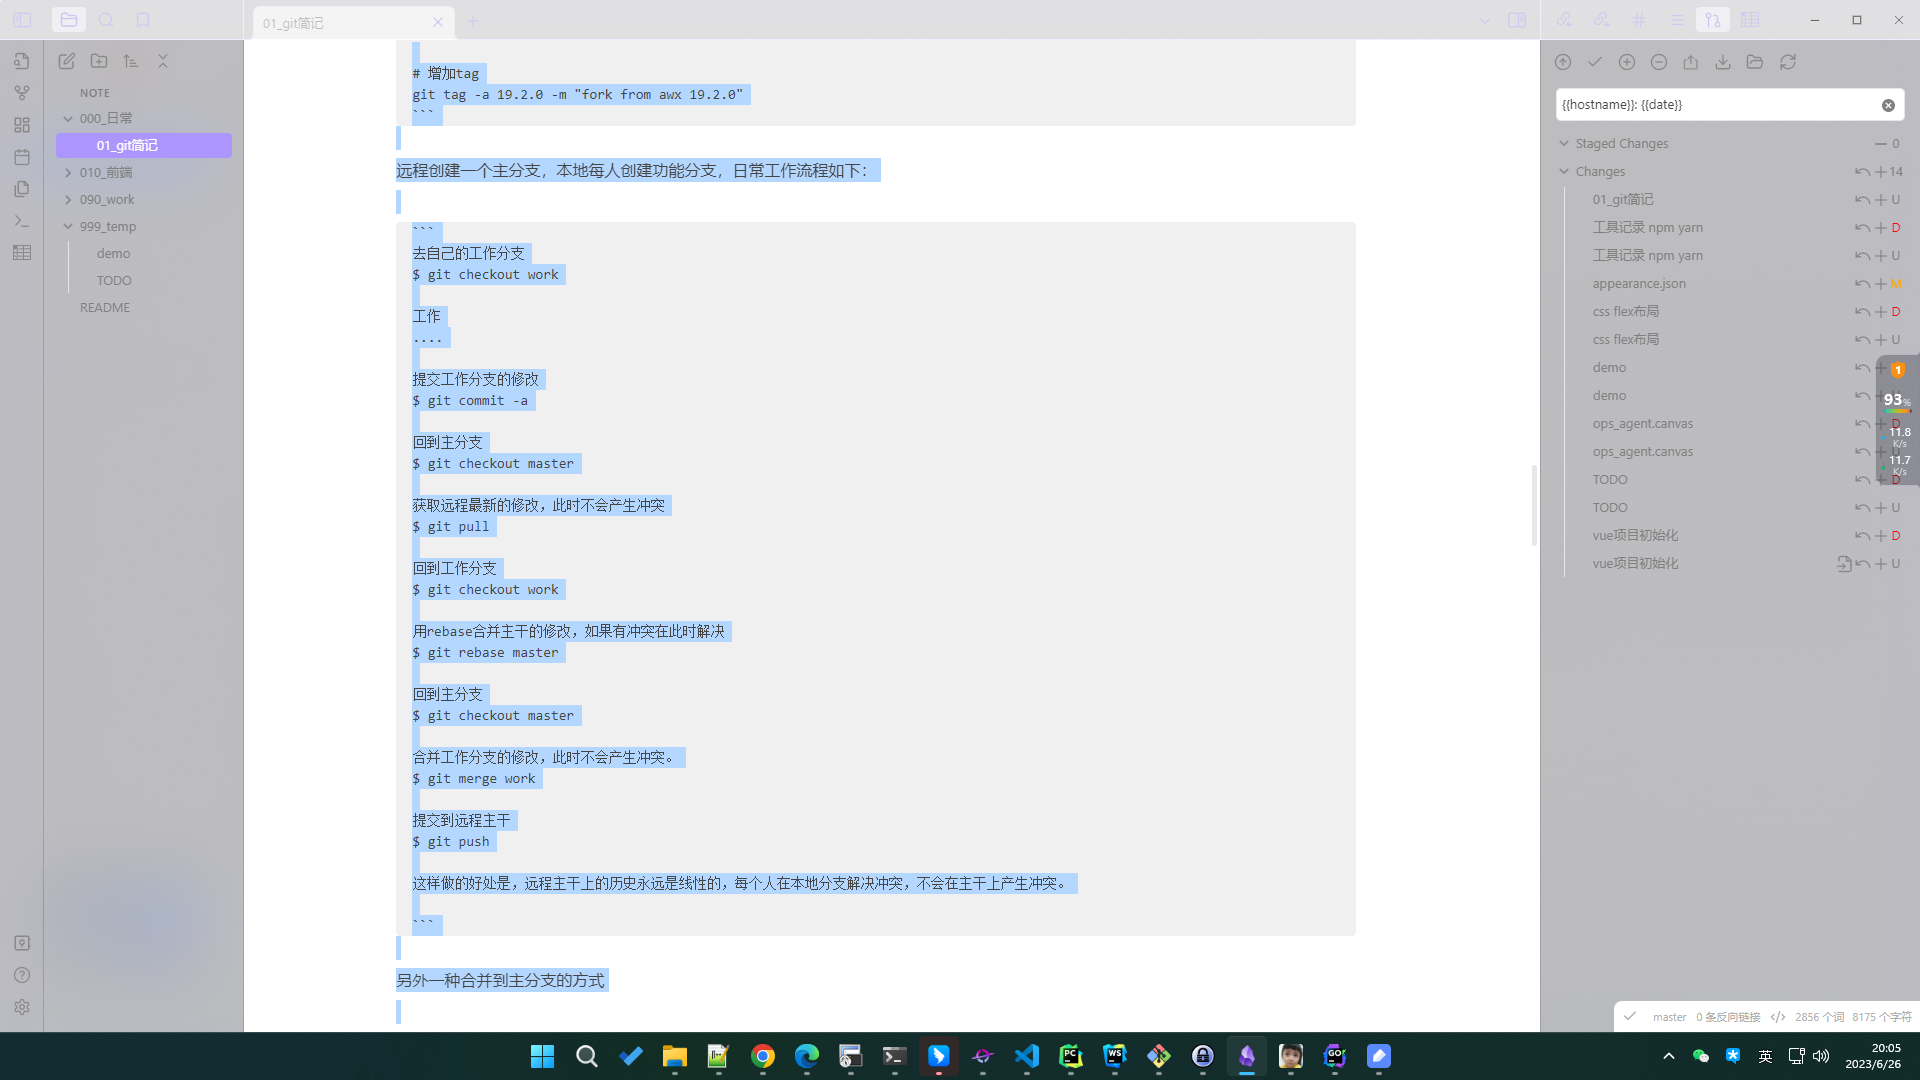 01_git简记
NOTE
000_日常
01_git简记
010_前端
090_work
999_temp
demo
TODO
README
# 增加tag
git tag -a 19.2.0 -m "fork from awx 19.2.0"
```
远程创建一个主分支，本地每人创建功能分支，日常工作流程如下：
```
去自己的工作分支
$ git checkout work
工作
....
提交工作分支的修改
$ git commit -a
回到主分支
$ git checkout master
获取远程最新的修改，此时不会产生冲突
$ git pull
回到工作分支
$ git checkout work
用rebase合并主干的修改，如果有冲突在此时解决
$ git rebase master
回到主分支
$ git checkout master
合并工作分支的修改，此时不会产生冲突。
$ git merge work
提交到远程主干
$ git push
这样做的好处是，远程主干上的历史永远是线性的，每个人在本地分支解决冲突，不会在主干上产生冲突。
```
另外一种合并到主分支的方式
{{hostname}}: {{date}}
Staged Changes 0
Changes 14
01_git简记 U
工具记录 npm yarn D
工具记录 npm yarn U
appearance.json M
css flex布局 D
css flex布局 U
demo
demo
ops_agent.canvas D
ops_agent.canvas
TODO D
TODO U
vue项目初始化 D
vue项目初始化 U
1
93%
11.8
K/s
11.7
K/s
master 0 条反向链接 2856 个词 8175 个字符
英
20:05
2023/6/26